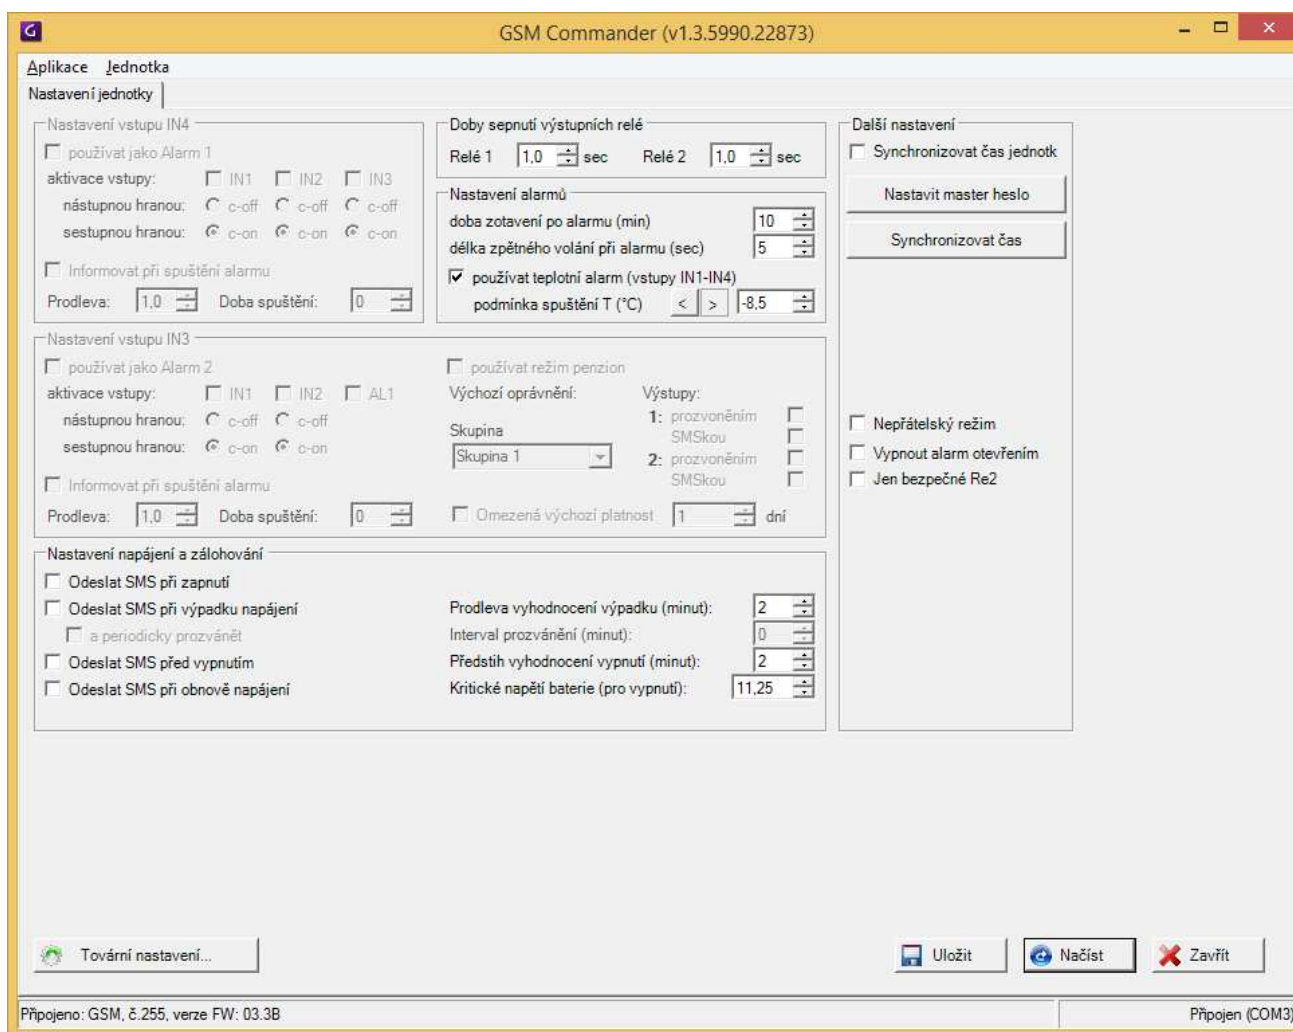 GSM Commander (v1.3.5990.22873)
Aplikace Jednotka
Nastavení jednotky
Nastavení vstupu IN4
používat jako Alarm 1
aktivace vstupy: IN1 IN2 IN3
nástupnou hranou: c-off c-off c-off
sestupnou hranou: c-on c-on c-on
Informovat při spuštění alarmu
Prodleva: 1,0 Doba spuštění: 0
Doby sepnutí výstupních relé
Relé 1 1,0 sec Relé 2 1,0 sec
Nastavení alarmů
doba zotavení po alarmu (min) 10
délka zpětného volání při alarmu (sec) 5
používat teplotní alarm (vstupy IN1-IN4)
podmínka spuštění T (°C) < > -8,5
Další nastavení
Synchronizovat čas jednotk
Nastavit master heslo
Synchronizovat čas
Nepřátelský režim
Vypnout alarm otevřením
Jen bezpečné Re2
Nastavení vstupu IN3
používat jako Alarm 2
aktivace vstupy: IN1 IN2 AL1
nástupnou hranou: c-off c-off
sestupnou hranou: c-on c-on
Informovat při spuštění alarmu
Prodleva: 1,0 Doba spuštění: 0
používat režim penzion
Výchozí oprávnění: Výstupy:
1: prozvoněním
Skupina SMSkou
Skupina 1 2: prozvoněním
SMSkou
Omezená výchozí platnost 1 dní
Nastavení napájení a zálohování
Odeslat SMS při zapnutí
Odeslat SMS při výpadku napájení Prodleva vyhodnocení výpadku (minut): 2
a periodicky prozvánět Interval prozvánění (minut): 0
Odeslat SMS před vypnutím Předstih vyhodnocení vypnutí (minut): 2
Odeslat SMS při obnově napájení Kritické napětí baterie (pro vypnutí): 11,25
Tovární nastavení... Uložit Načíst Zavřít
Připojeno: GSM, č.255, verze FW: 03.3B Připojen (COM3)